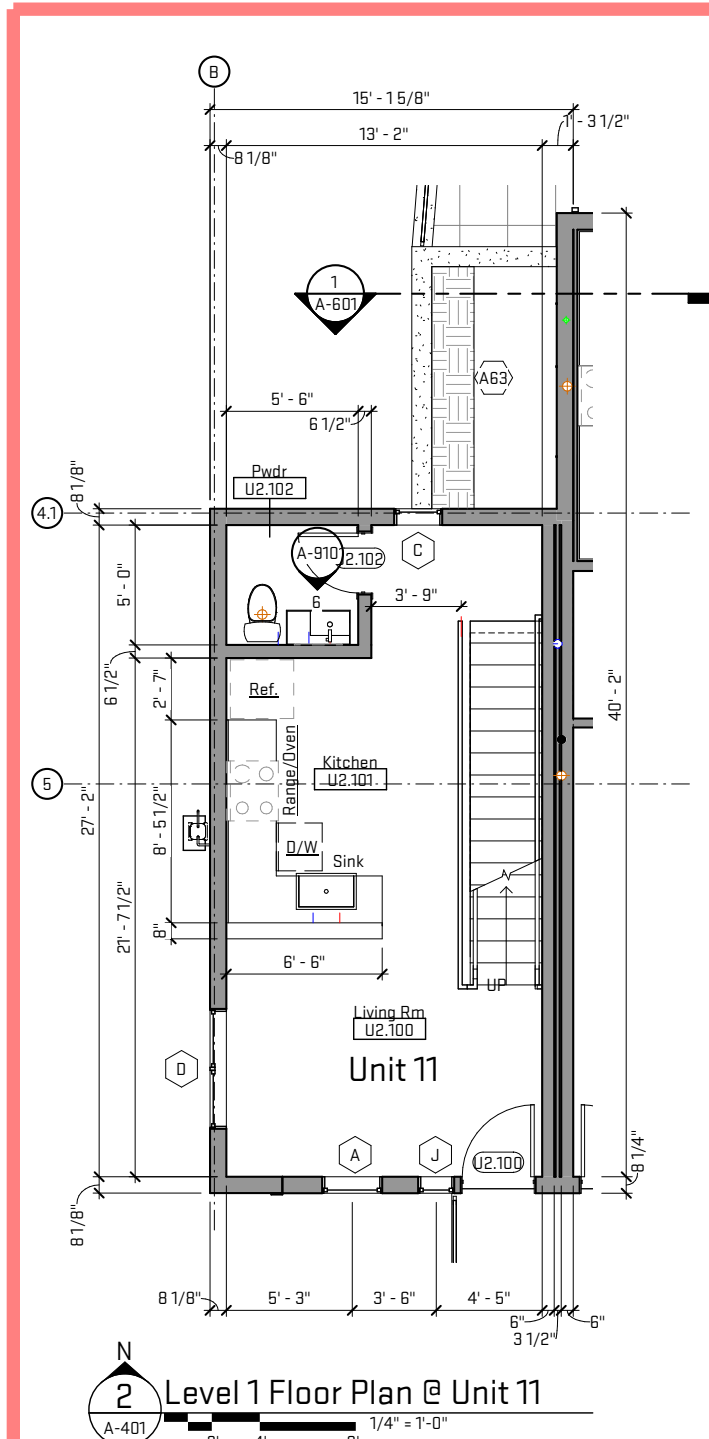 B
15' - 1 5/8"
1' - 3 1/2"
13' - 2"
8 1/8"
1
A-601
A63
5' - 6"
6 1/2"
Pwdr
U2.102
8 1/8"
4.1
A-910
U2.102
C
6
5' - 0"
3' - 9"
6 1/2"
2' - 7"
Ref.
40' - 2"
Range/Oven
Kitchen
U2.101
5
27' - 2"
8' - 5 1/2"
D/W
Sink
21' - 7 1/2"
8"
6' - 6"
UP
Living Rm
U2.100
Unit 11
D
A
J
U2.100
8 1/8"
8 1/4"
8 1/8"
5' - 3"
3' - 6"
4' - 5"
6"
3 1/2"
6"
N
2
A-401
Level 1 Floor Plan @ Unit 11
1/4" = 1'-0"